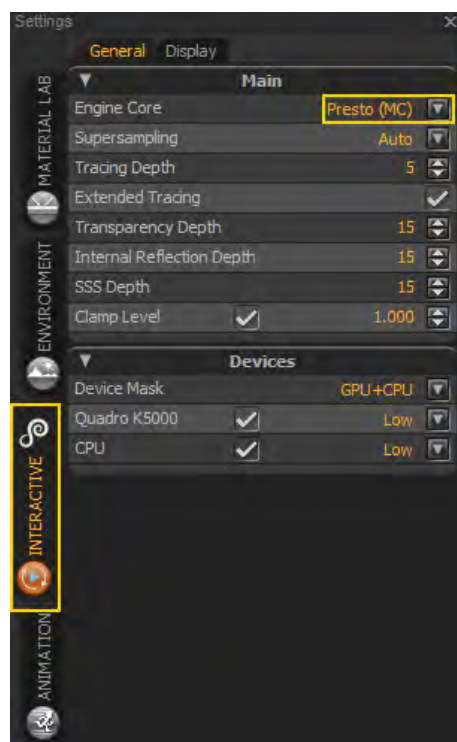 Settings
General Display
Main
Engine Core Presto (MC)
Supersampling Auto
Tracing Depth 5
Extended Tracing
Transparency Depth 15
Internal Reflection Depth 15
SSS Depth 15
Clamp Level 1.000
Devices
Device Mask GPU+CPU
Quadro K5000 Low
CPU Low
MATERIAL LAB
ENVIRONMENT
INTERACTIVE
ANIMATION